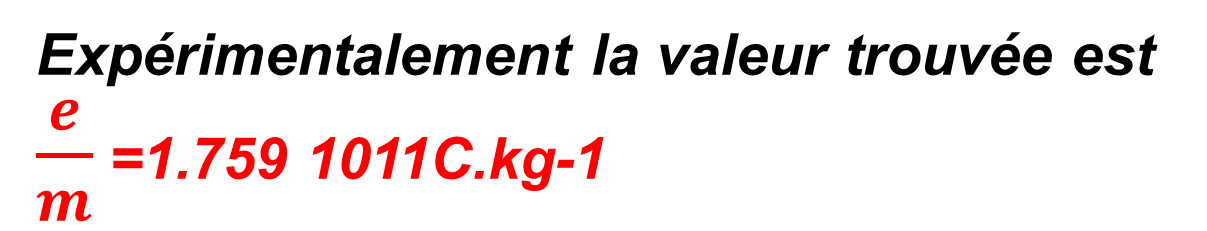 Expérimentalement la valeur trouvée est
e
=1.759 1011C.kg-1
m